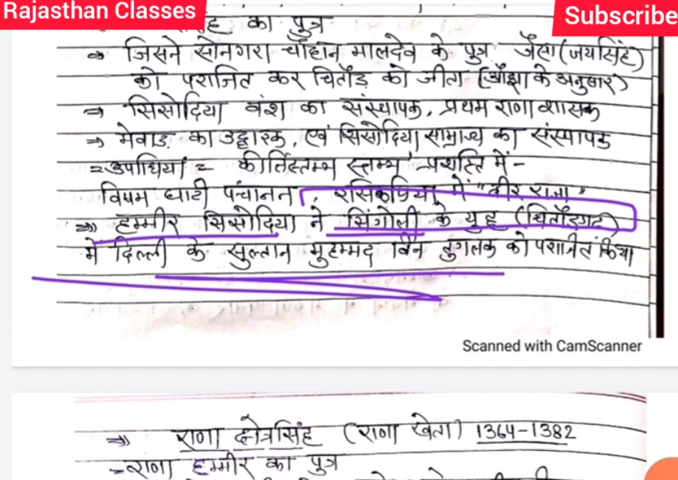 Rajasthan Classes
Subscribe
का पुत्र
⇒ जिसने सोनगरा चौहान मालदेव के पुत्र जैसा (जयसिंह)
को पराजित कर चितौड़ को जीता (ओझा के अनुसार)
⇒ सिसोदिया वंश का संस्थापक, प्रथम राणा शासक
⇒ मेवाड़ का उद्धारक, एवं सिसोदिया साम्राज्य का संस्थापक
= उपाधियां = कीर्तिस्तम्भ स्तम्भ प्रशस्ति में -
विषम घाटी पंचानन, रसिकप्रिया में "वीर राजा"
⇒ हम्मीर सिसोदिया ने सिंगोली के युद्ध (चितौड़गढ)
में दिल्ली के सुल्तान मुहम्मद बिन तुगलक को पराजित किया
Scanned with CamScanner
⇒ राणा क्षेत्रसिंह (राणा खेता) 1364-1382
- राणा हम्मीर का पुत्र